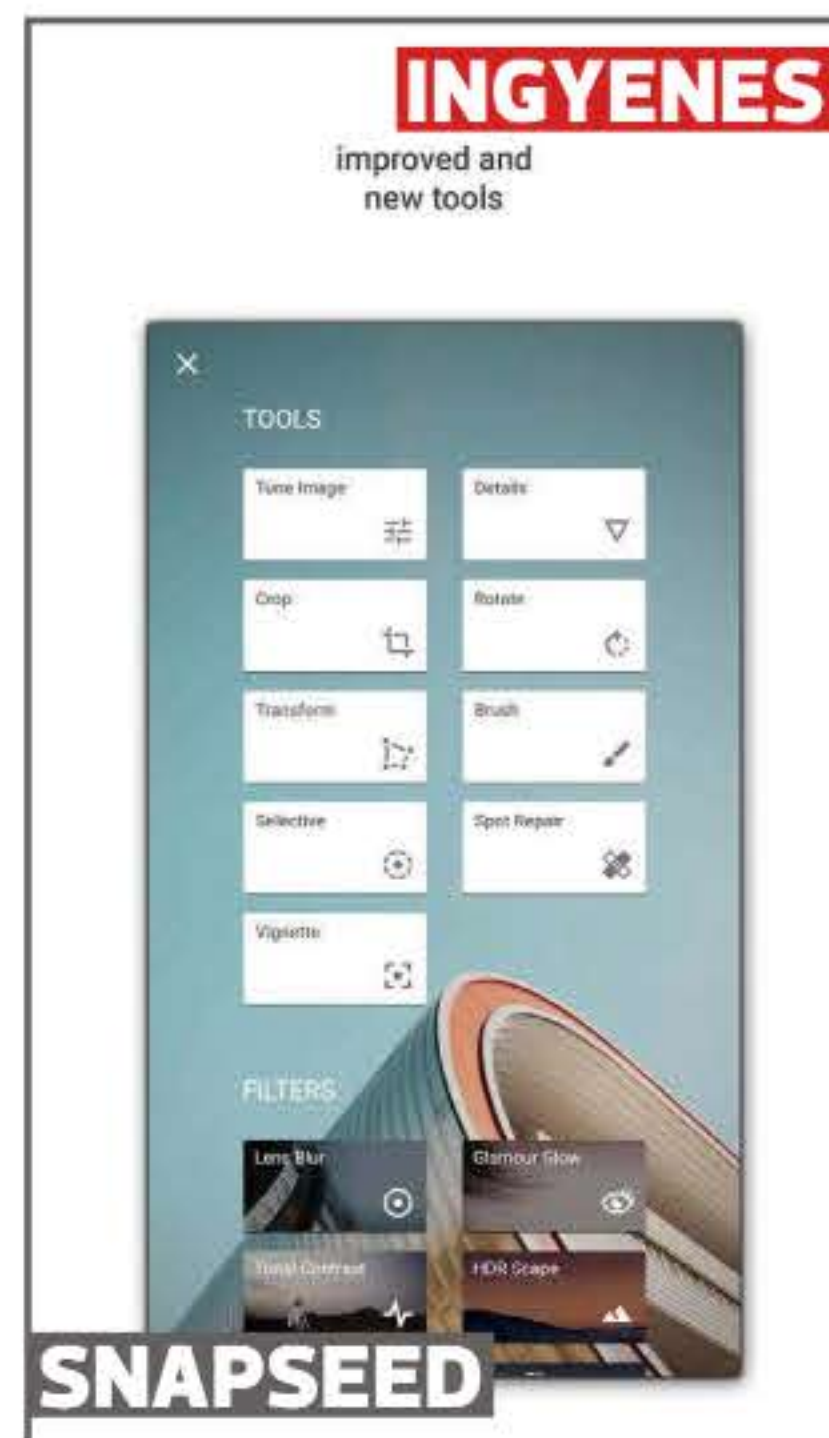 INGYENES
improved and
new tools
TOOLS
Tune Image
Details
Crop
Rotate
Transform
Brush
Selective
Spot Repair
Vignette
FILTERS
Lens Blur
Glamour Glow
Tonal Contrast
HDR Scape
SNAPSEED